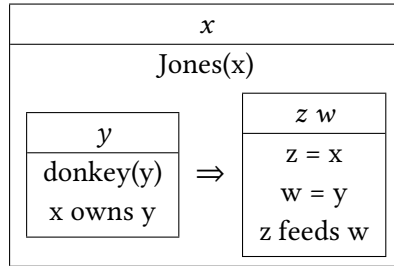 x
Jones(x)
y
donkey(y)
x owns y
⇒
z w
z = x
w = y
z feeds w